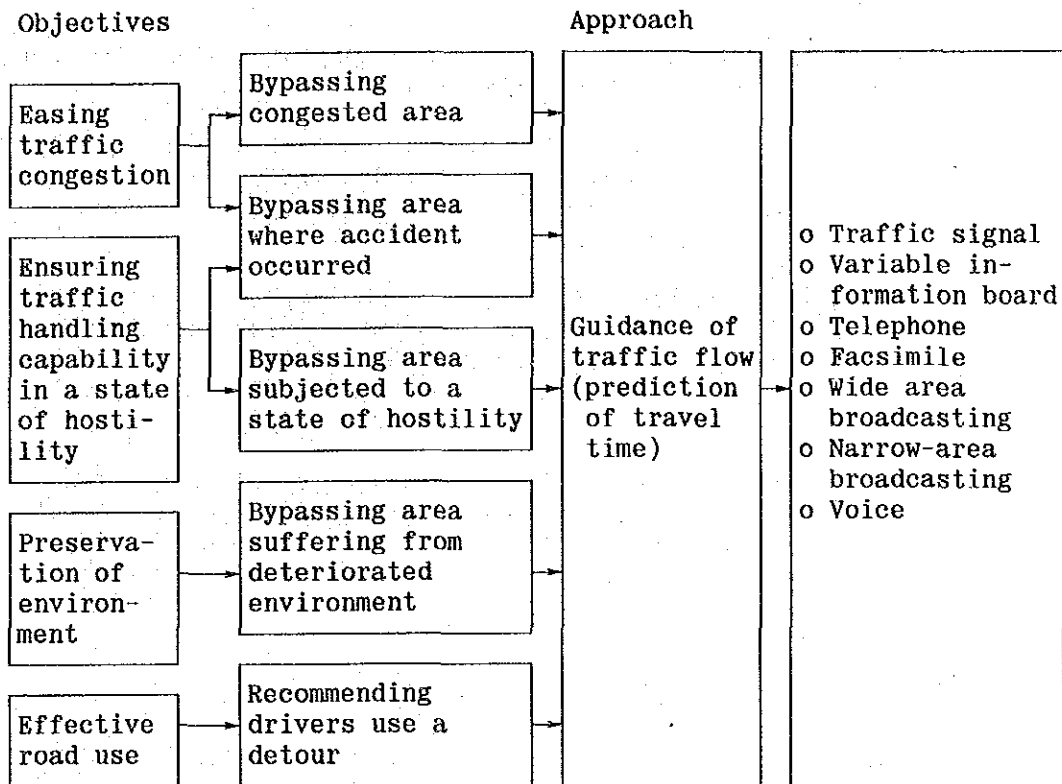 Objectives
Approach
Easing
traffic
congestion
Ensuring
traffic
handling
capability
in a state
of hosti-
lity
Preserva-
tion of
environ-
ment
Effective
road use
Bypassing
congested area
Bypassing area
where accident
occurred
Bypassing area
subjected to a
state of hostility
Bypassing area
suffering from
deteriorated
environment
Recommending
drivers use a
detour
Guidance of
traffic flow
(prediction
of travel
time)
o Traffic signal
o Variable in-
formation board
o Telephone
o Facsimile
o Wide area
broadcasting
o Narrow-area
broadcasting
o Voice